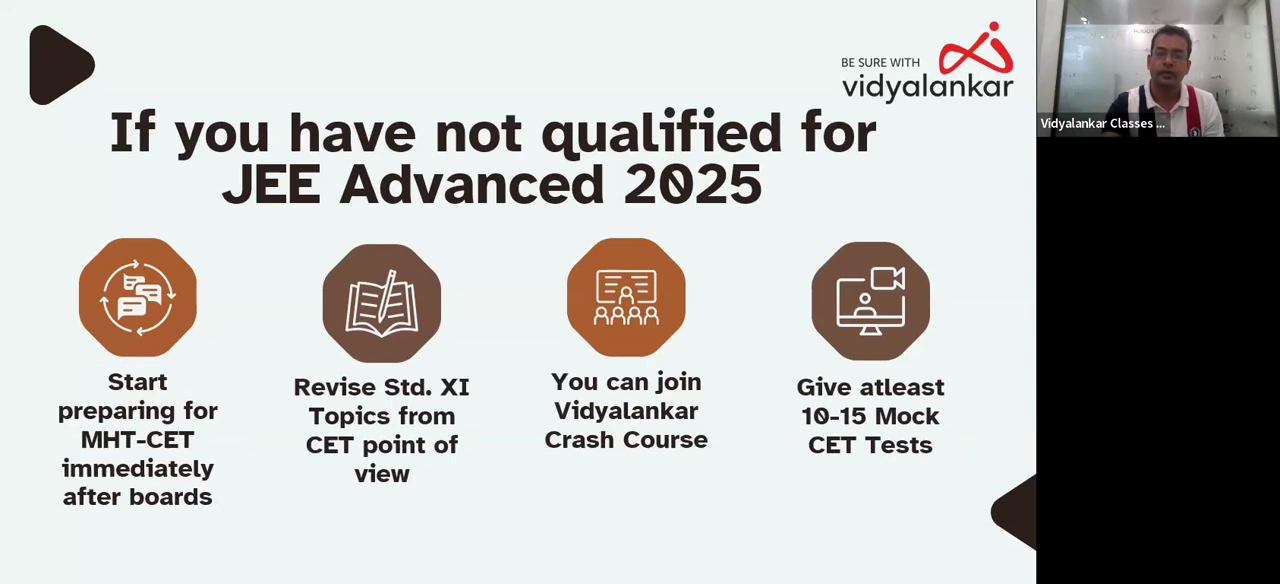 BE SURE WITH
vidyalankar
Vidyalankar Classes ...
If you have not qualified for
JEE Advanced 2025
Start
preparing for
MHT-CET
immediately
after boards
Revise Std. XI
Topics from
CET point of
view
You can join
Vidyalankar
Crash Course
Give atleast
10-15 Mock
CET Tests